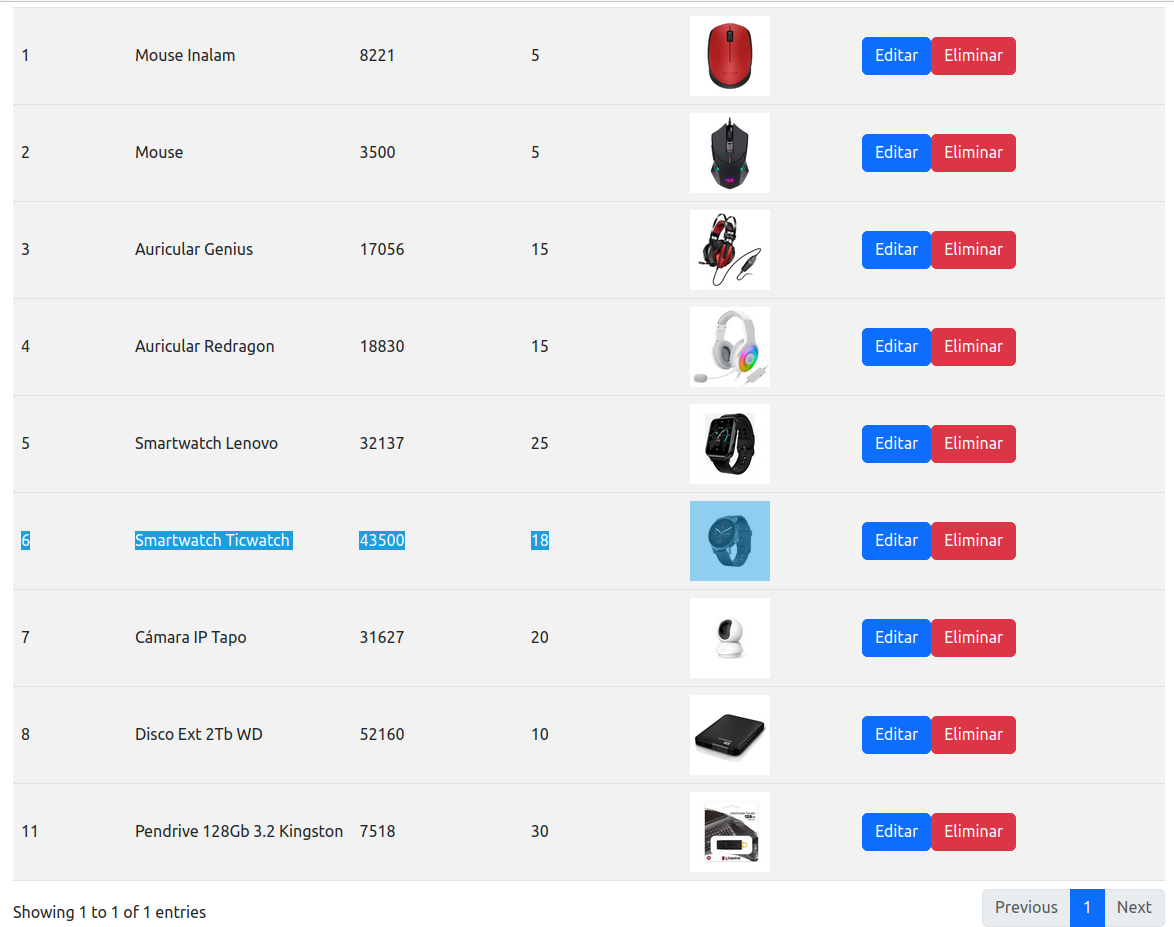 1 Mouse Inalam 8221 5 Editar Eliminar
2 Mouse 3500 5 Editar Eliminar
3 Auricular Genius 17056 15 Editar Eliminar
4 Auricular Redragon 18830 15 Editar Eliminar
5 Smartwatch Lenovo 32137 25 Editar Eliminar
6 Smartwatch Ticwatch 43500 18 Editar Eliminar
7 Cámara IP Tapo 31627 20 Editar Eliminar
8 Disco Ext 2Tb WD 52160 10 Editar Eliminar
11 Pendrive 128Gb 3.2 Kingston 7518 30 Editar Eliminar
Showing 1 to 1 of 1 entries Previous 1 Next